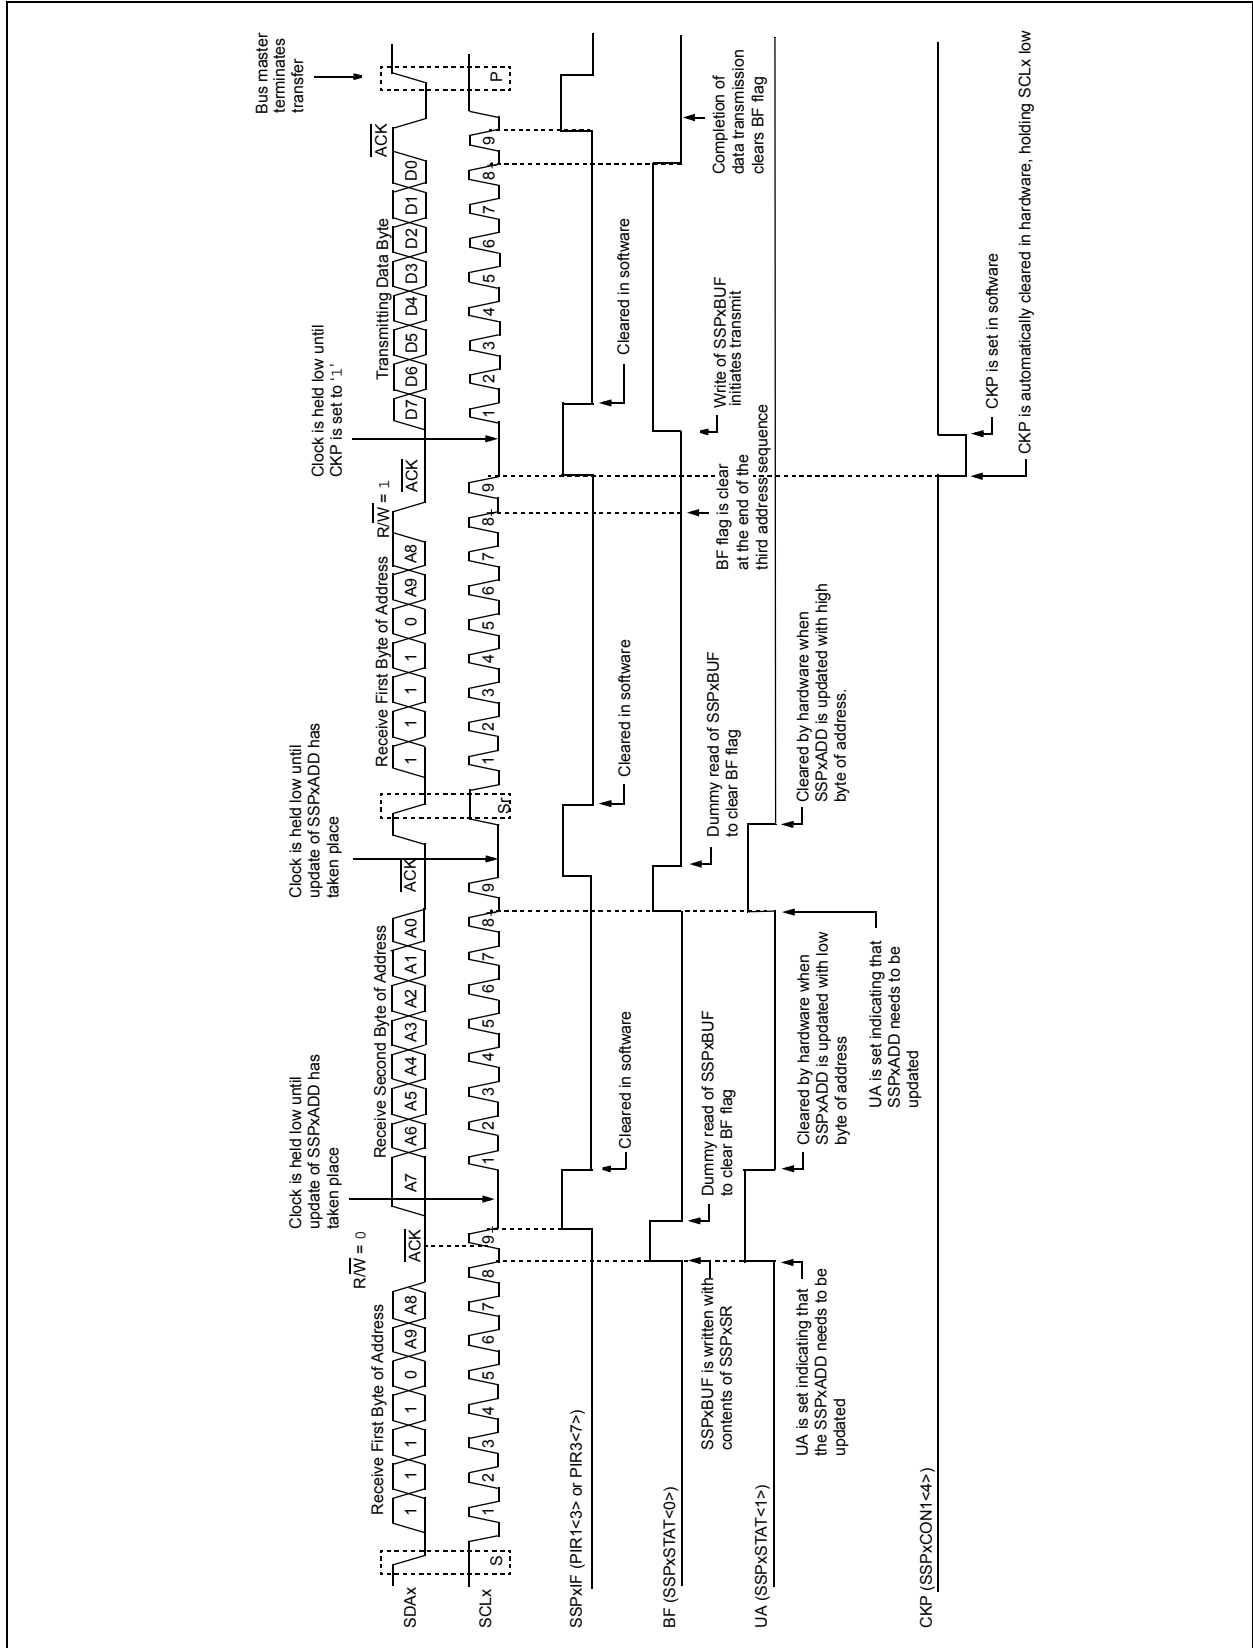 Bus master
terminates
transfer
Clock is held low until
update of SSPxADD has
taken place
Clock is held low until
update of SSPxADD has
taken place
Clock is held low until
CKP is set to ‘1’
R/W = 0
R/W = 1
Receive First Byte of Address
ACK
Receive Second Byte of Address
ACK
Receive First Byte of Address
ACK
Transmitting Data Byte
ACK
SDAx
1 1 1 1 0 A9 A8
A7 A6 A5 A4 A3 A2 A1 A0
1 1 1 1 0 A9 A8
D7 D6 D5 D4 D3 D2 D1 D0
SCLx
S
1 2 3 4 5 6 7 8 9
1 2 3 4 5 6 7 8 9
Sr
1 2 3 4 5 6 7 8 9
1 2 3 4 5 6 7 8 9
P
SSPxIF (PIR1<3> or PIR3<7>)
Cleared in software
Cleared in software
Cleared in software
BF (SSPxSTAT<0>)
SSPxBUF is written with
contents of SSPxSR
Dummy read of SSPxBUF
to clear BF flag
Dummy read of SSPxBUF
to clear BF flag
BF flag is clear
at the end of the
third address sequence
Write of SSPxBUF
initiates transmit
Completion of
data transmission
clears BF flag
UA (SSPxSTAT<1>)
UA is set indicating that
the SSPxADD needs to be
updated
Cleared by hardware when
SSPxADD is updated with low
byte of address
UA is set indicating that
SSPxADD needs to be
updated
Cleared by hardware when
SSPxADD is updated with high
byte of address.
CKP (SSPxCON1<4>)
CKP is set in software
CKP is automatically cleared in hardware, holding SCLx low